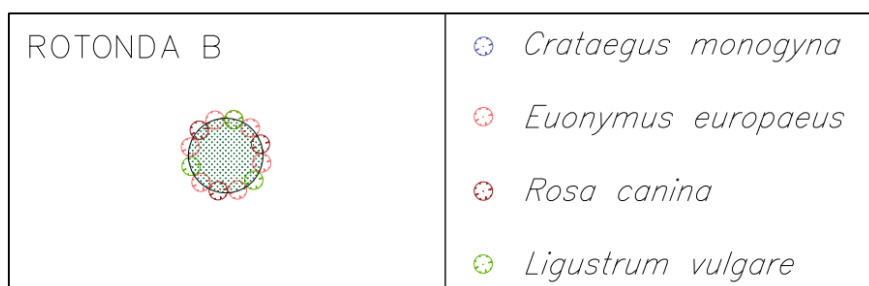 ROTONDA B
Crataegus monogyna
Euonymus europaeus
Rosa canina
Ligustrum vulgare